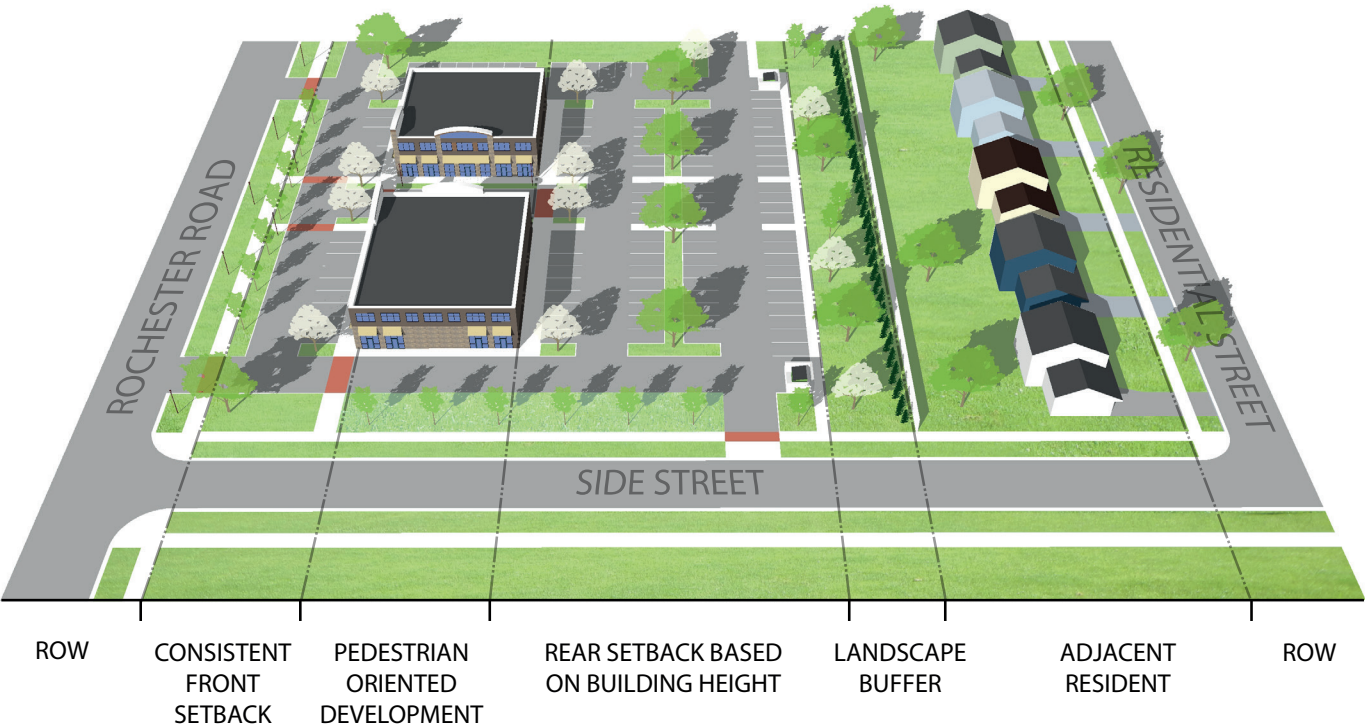 ROCHESTER ROAD
RESIDENTIAL STREET
SIDE STREET
ROW
CONSISTENT
FRONT
SETBACK
PEDESTRIAN
ORIENTED
DEVELOPMENT
REAR SETBACK BASED
ON BUILDING HEIGHT
LANDSCAPE
BUFFER
ADJACENT
RESIDENT
ROW